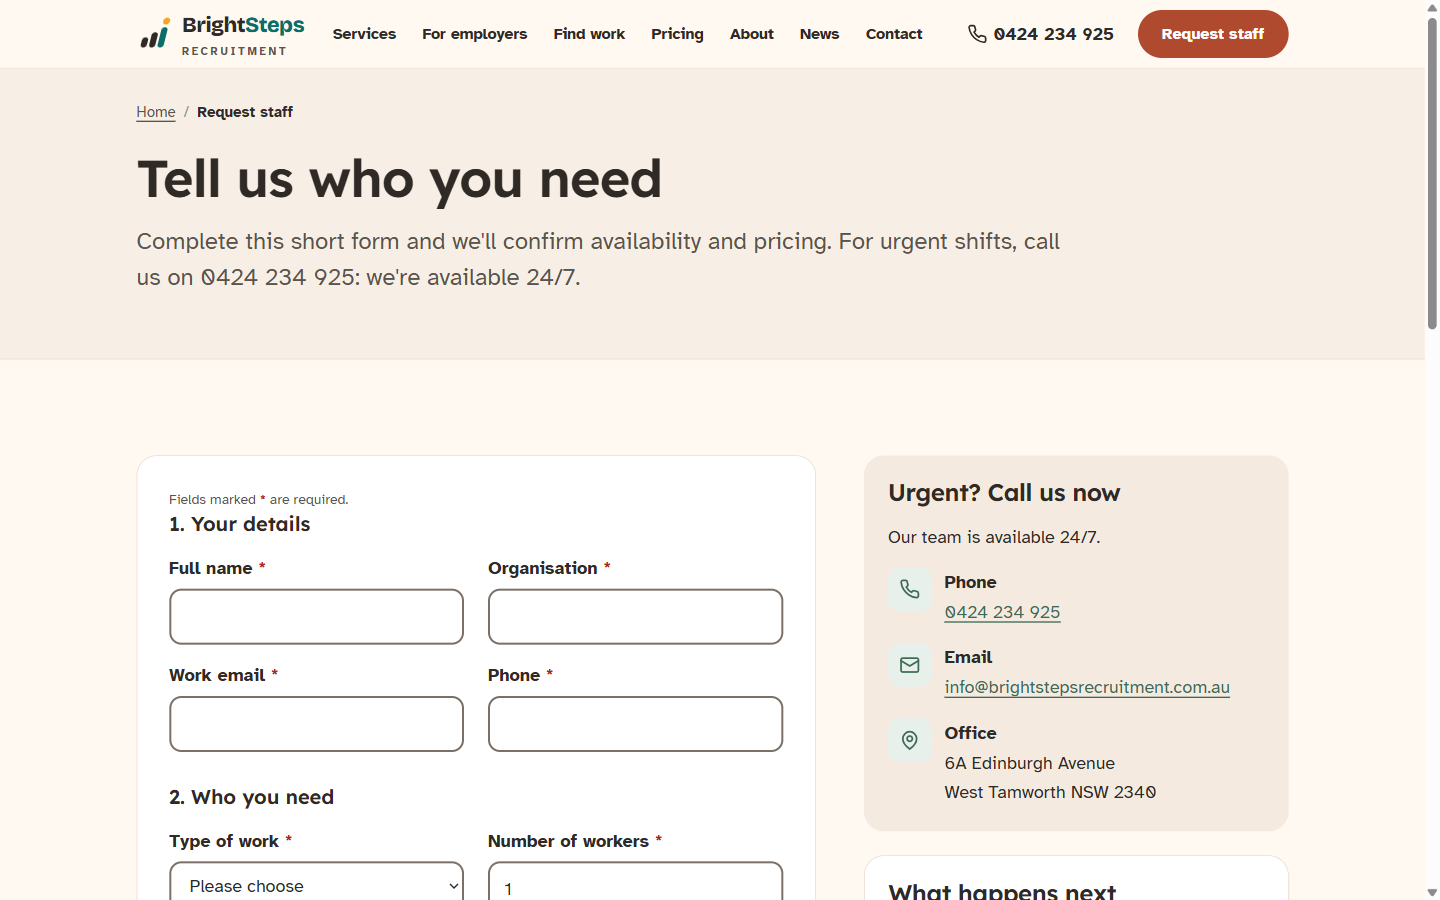 BrightSteps
RECRUITMENT
Services
For employers
Find work
Pricing
About
News
Contact
0424 234 925
Request staff
Home / Request staff
Tell us who you need
Complete this short form and we'll confirm availability and pricing. For urgent shifts, call
us on 0424 234 925: we're available 24/7.
Fields marked * are required.
1. Your details
Full name *
Organisation *
Work email *
Phone *
2. Who you need
Type of work *
Number of workers *
Please choose
1
Urgent? Call us now
Our team is available 24/7.
Phone
0424 234 925
Email
info@brightstepsrecruitment.com.au
Office
6A Edinburgh Avenue
West Tamworth NSW 2340
What happens next